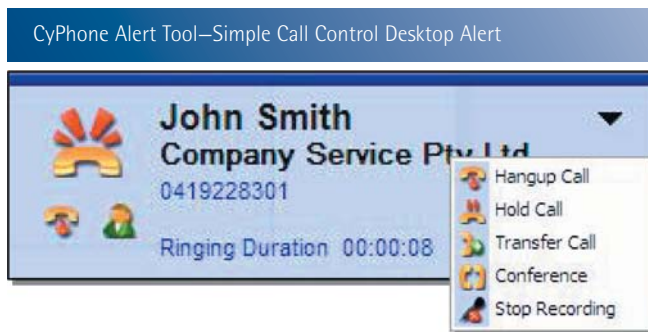 CyPhone Alert Tool—Simple Call Control Desktop Alert
John Smith
Company Service Pty Ltd
0419228301
Ringing Duration 00:00:08
Hangup Call
Hold Call
Transfer Call
Conference
Stop Recording